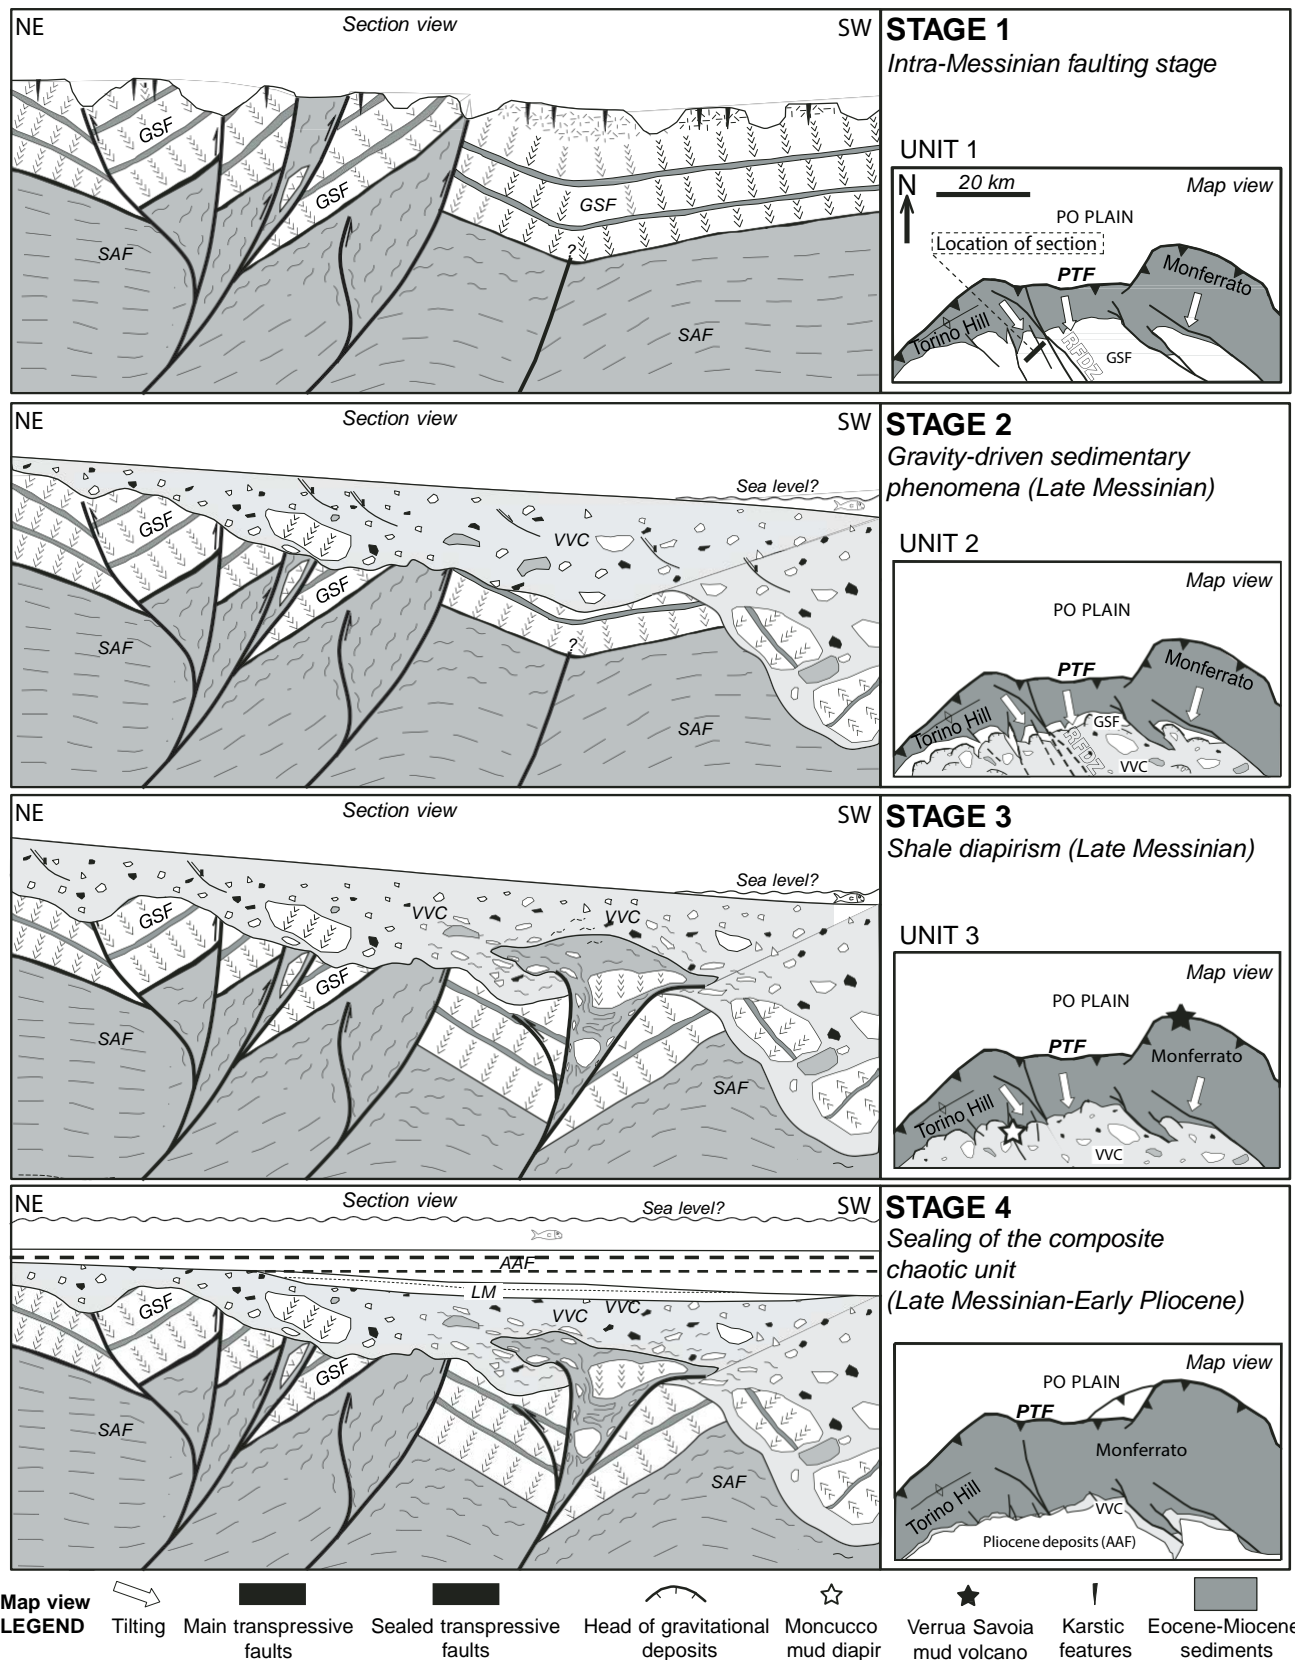 NE
Section view
SW
GSF
GSF
GSF
SAF
?
SAF
STAGE 1
Intra-Messinian faulting stage
UNIT 1
N
20 km
Map view
PO PLAIN
Location of section
PTF
Monferrato
Torino Hill
RFDZ
GSF
NE
Section view
SW
Sea level?
GSF
VVC
GSF
SAF
?
SAF
STAGE 2
Gravity-driven sedimentary
phenomena (Late Messinian)
UNIT 2
Map view
PO PLAIN
PTF
Monferrato
Torino Hill
GSF
RFDZ
VVC
NE
Section view
SW
Sea level?
GSF
VVC
VVC
GSF
SAF
SAF
STAGE 3
Shale diapirism (Late Messinian)
UNIT 3
Map view
PO PLAIN
PTF
Monferrato
Torino Hill
VVC
NE
Section view
Sea level?
SW
AAF
LM
GSF
VVC
VVC
GSF
SAF
SAF
STAGE 4
Sealing of the composite
chaotic unit
(Late Messinian-Early Pliocene)
Map view
PO PLAIN
PTF
Monferrato
Torino Hill
VVC
Pliocene deposits (AAF)
Map view
LEGEND
Tilting
Main transpressive
faults
Sealed transpressive
faults
Head of gravitational
deposits
Moncucco
mud diapir
Verrua Savoia
mud volcano
Karstic
features
Eocene-Miocene
sediments